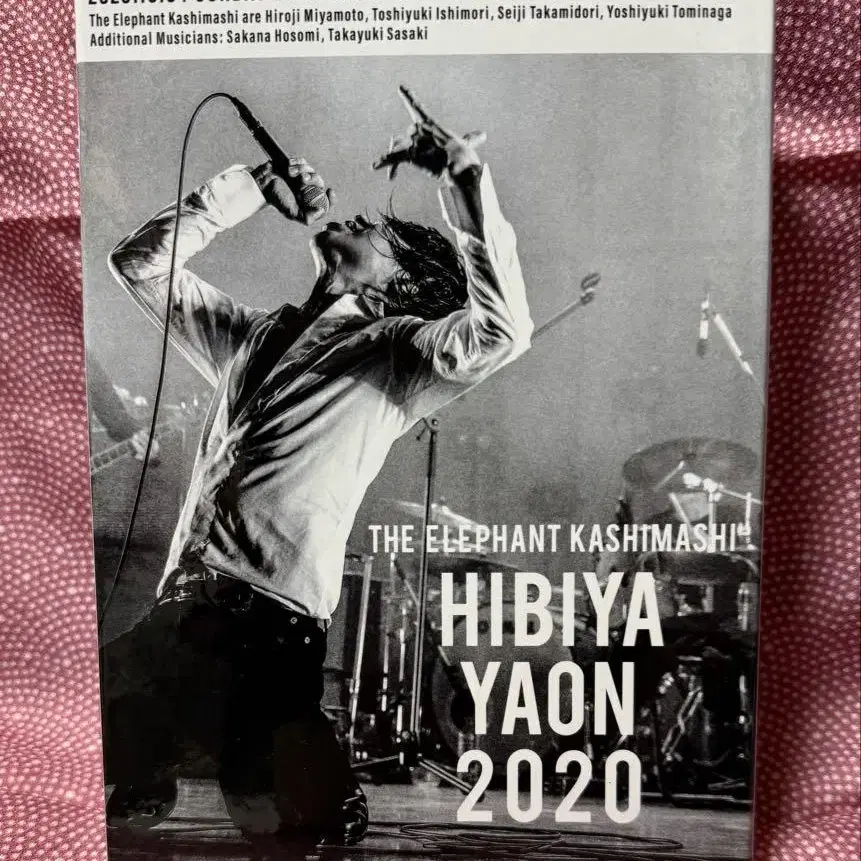 The Elephant Kashimashi are Hiroji Miyamoto, Toshiyuki Ishimori, Seiji Takamidori, Yoshiyuki Tominaga
Additional Musicians: Sakana Hosomi, Takayuki Sasaki
THE ELEPHANT KASHIMASHI
HIBIYA
YAON
2020